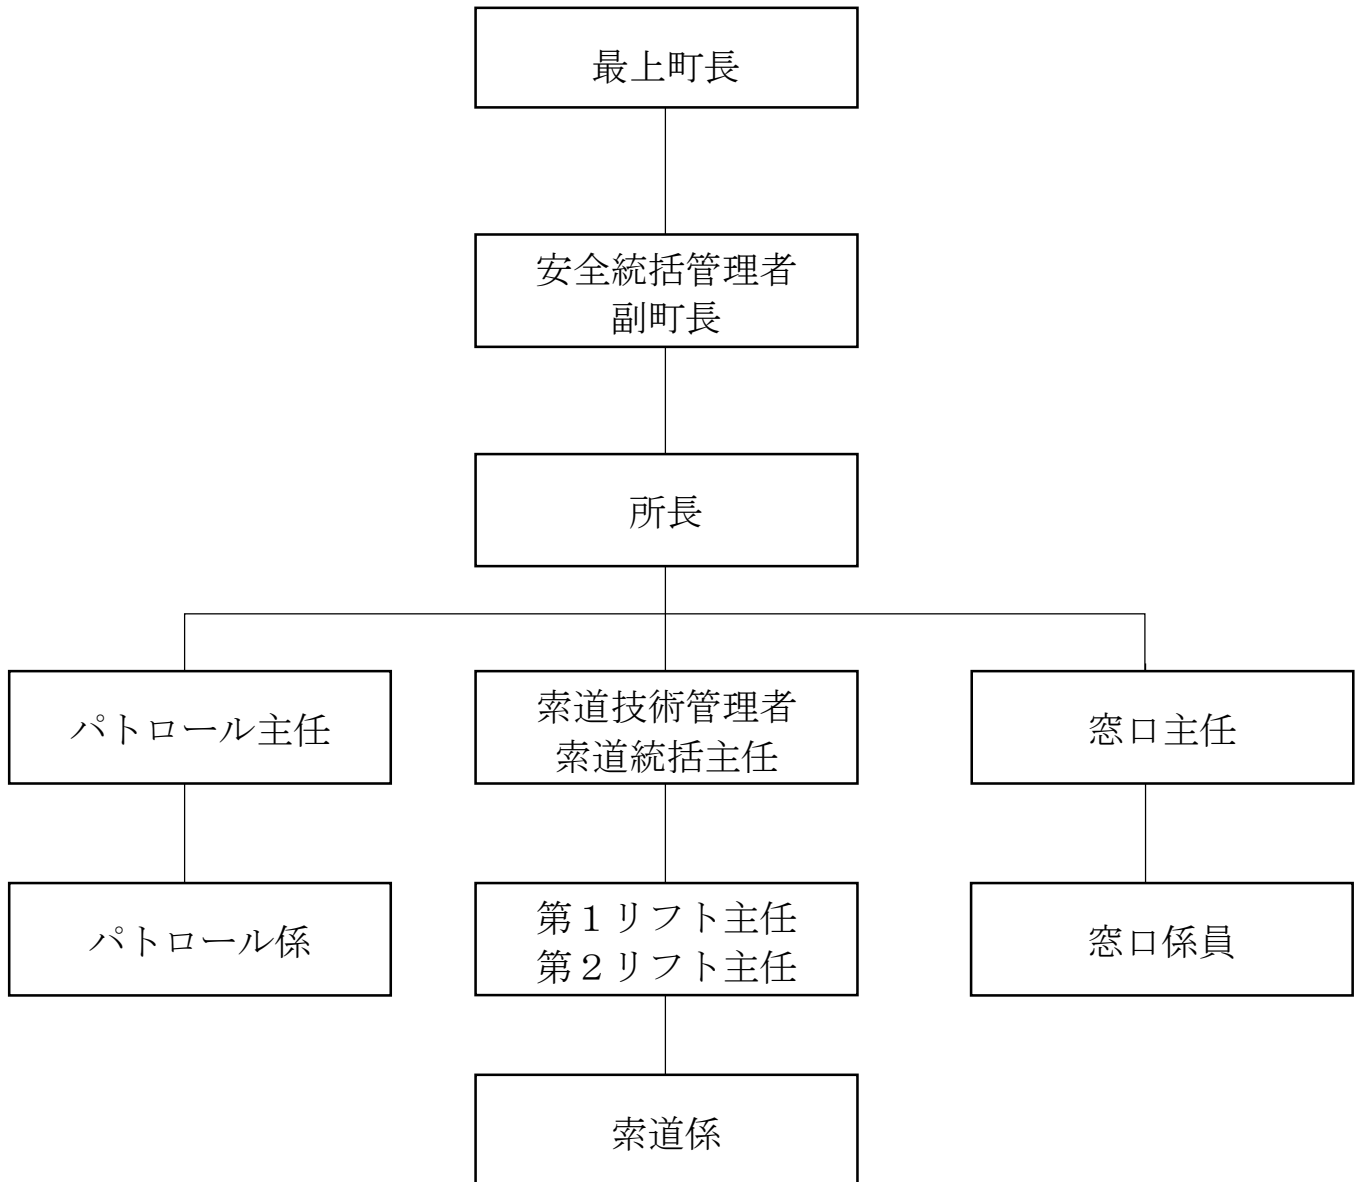 最上町長
安全統括管理者
副町長
所長
パトロール主任
索道技術管理者
索道統括主任
窓口主任
パトロール係
第１リフト主任
第２リフト主任
窓口係員
索道係